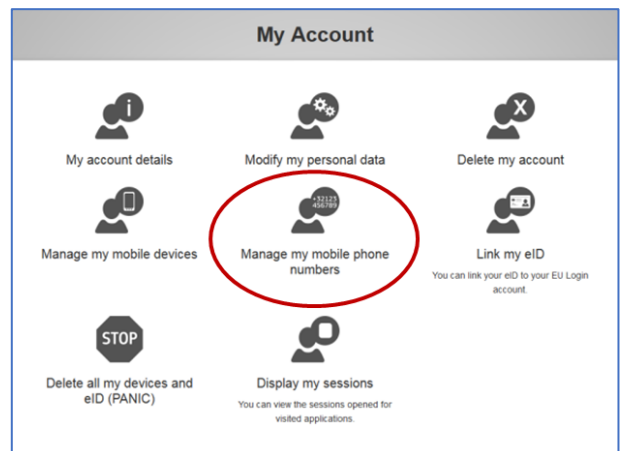 My Account
i
X
My account details
Modify my personal data
Delete my account
+32123
456789
Manage my mobile devices
Manage my mobile phone
numbers
Link my eID
You can link your eID to your EU Login
account.
STOP
Delete all my devices and
eID (PANIC)
Display my sessions
You can view the sessions opened for
visited applications.